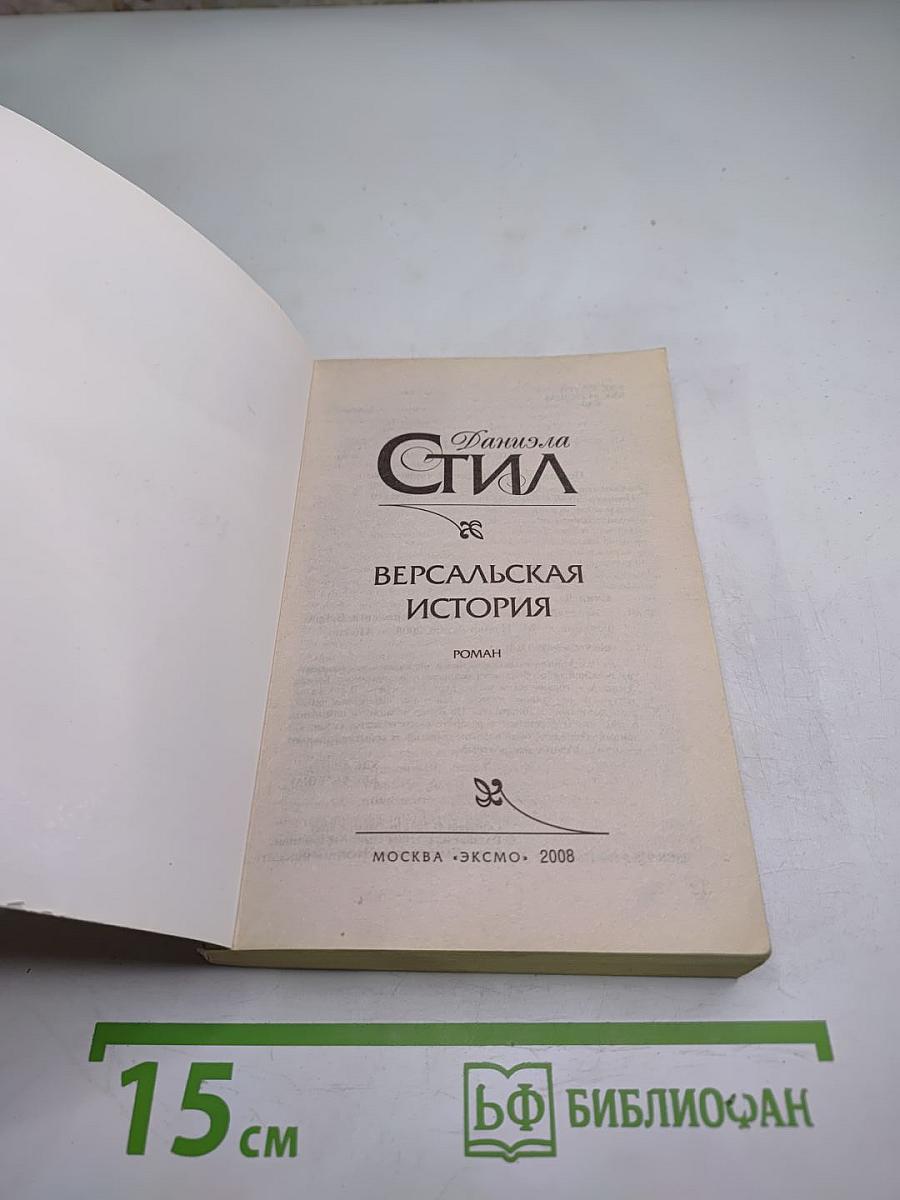 Даниэла
СТИЛ
ВЕРСАЛЬСКАЯ
ИСТОРИЯ
РОМАН
МОСКВА «ЭКСМО» 2008
15 см
БФ БИБЛИОФАН